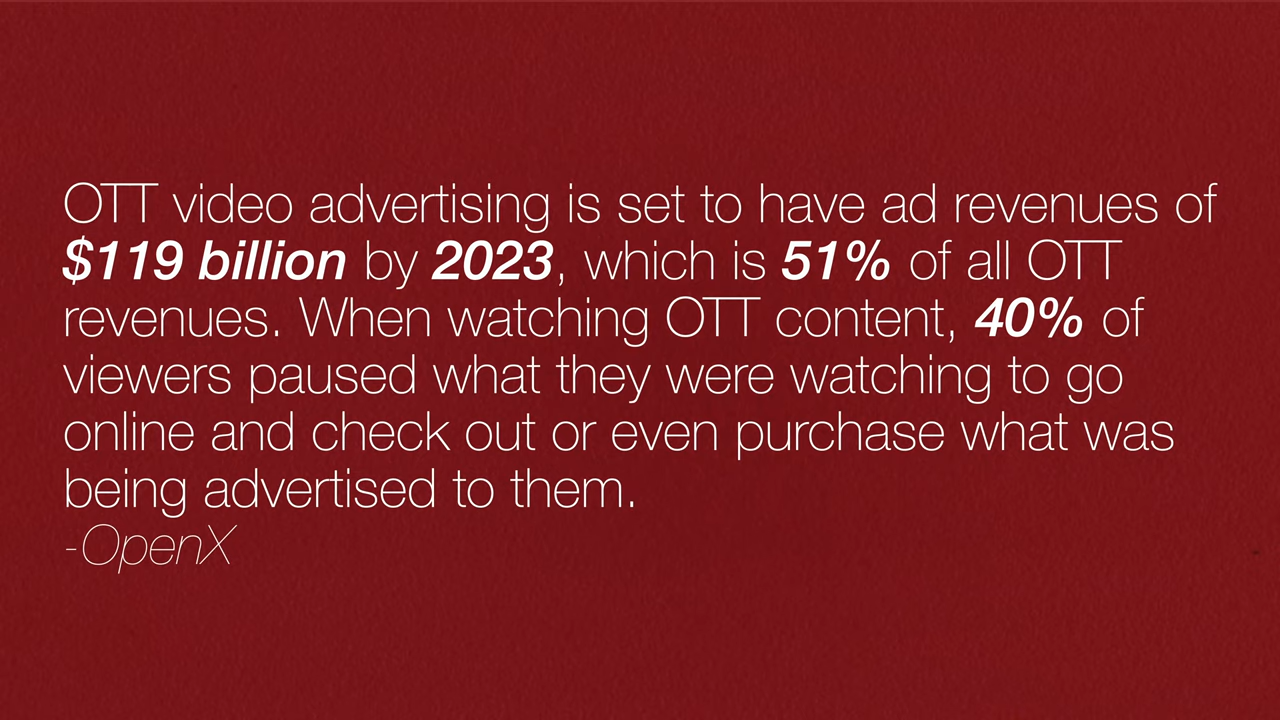 OTT video advertising is set to have ad revenues of
$119 billion by 2023, which is 51% of all OTT
revenues. When watching OTT content, 40% of
viewers paused what they were watching to go
online and check out or even purchase what was
being advertised to them.
-OpenX